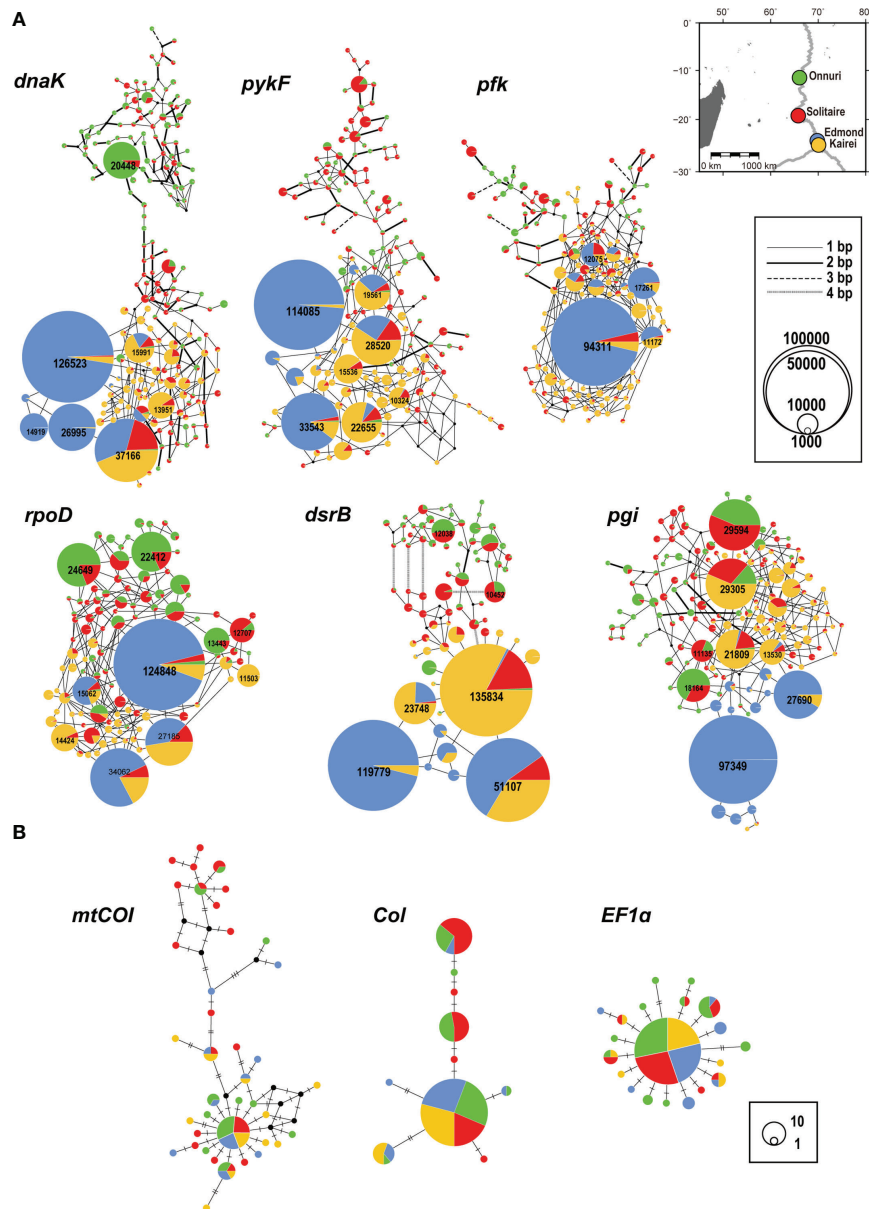 A
dnaK
pykF
pfk
50˚ 60˚ 70˚ 80˚
0˚
−10˚
−20˚
−30˚
Onnuri
Solitaire
Edmond
Kairei
0 km 1000 km
1 bp
2 bp
3 bp
4 bp
100000
50000
10000
1000
20448
126523
15991
13951
14919
26995
37166
114085
19561
28520
15536
10324
33543
22655
12075
17261
94311
11172
rpoD
dsrB
pgi
24649
22412
13443
12707
124848
11503
15062
14424
27185
34062
12038
10452
135834
23748
119779
51107
29594
29305
21809
11135
13530
18164
27690
97349
B
mtCOI
Col
EF1α
10
1